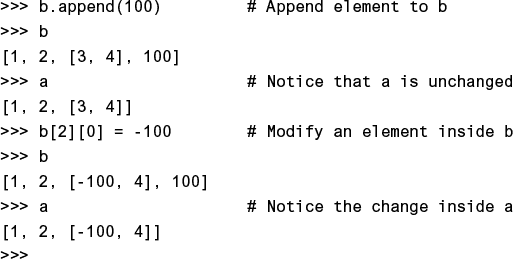 >>> b.append(100)         # Append element to b
>>> b
[1, 2, [3, 4], 100]
>>> a                     # Notice that a is unchanged
[1, 2, [3, 4]]
>>> b[2][0] = -100        # Modify an element inside b
>>> b
[1, 2, [-100, 4], 100]
>>> a                     # Notice the change inside a
[1, 2, [-100, 4]]
>>>